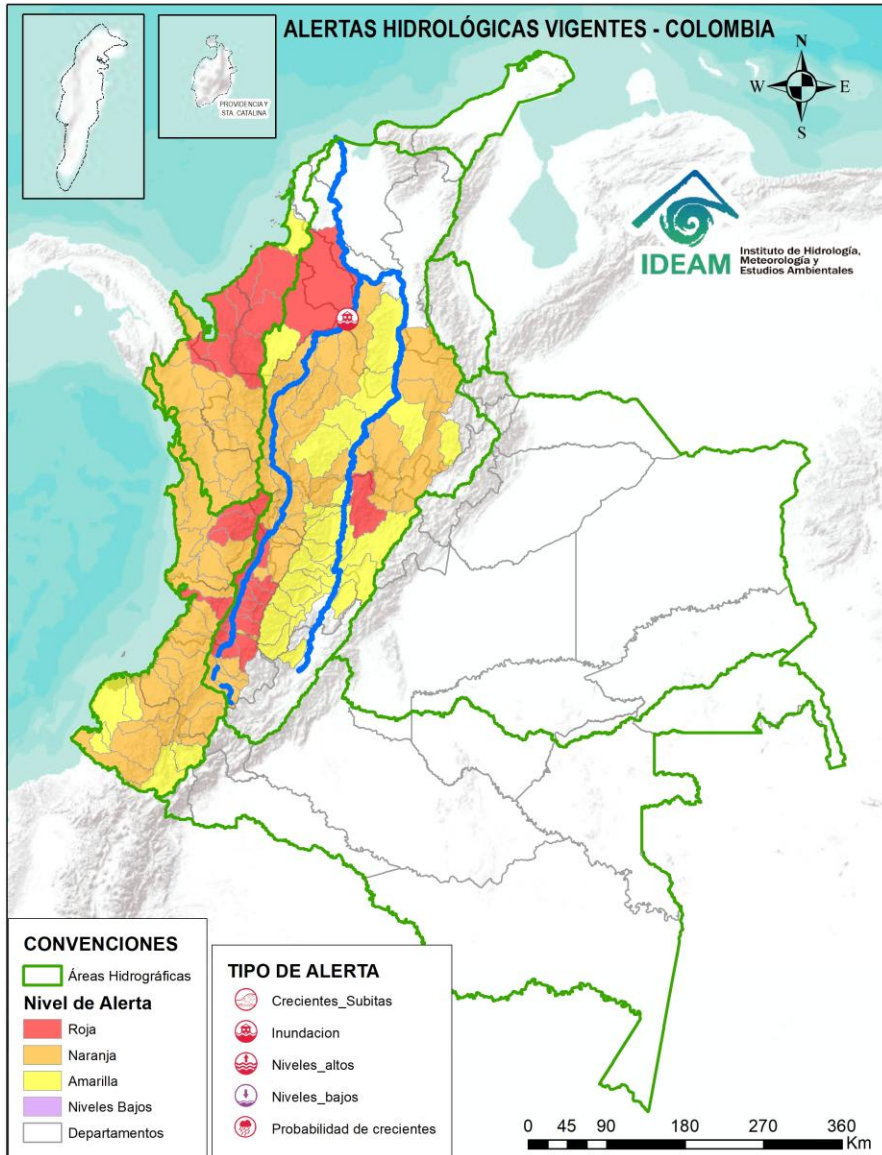 ALERTAS HIDROLÓGICAS VIGENTES - COLOMBIA
PROVIDENCIA Y
STA. CATALINA
N
W
E
S
IDEAM
Instituto de Hidrología,
Meteorología y
Estudios Ambientales
CONVENCIONES
Áreas Hidrográficas
Nivel de Alerta
Roja
Naranja
Amarilla
Niveles Bajos
Departamentos
TIPO DE ALERTA
Crecientes_Subitas
Inundacion
Niveles_altos
Niveles_bajos
Probabilidad de crecientes
0 45 90 180 270 360
Km